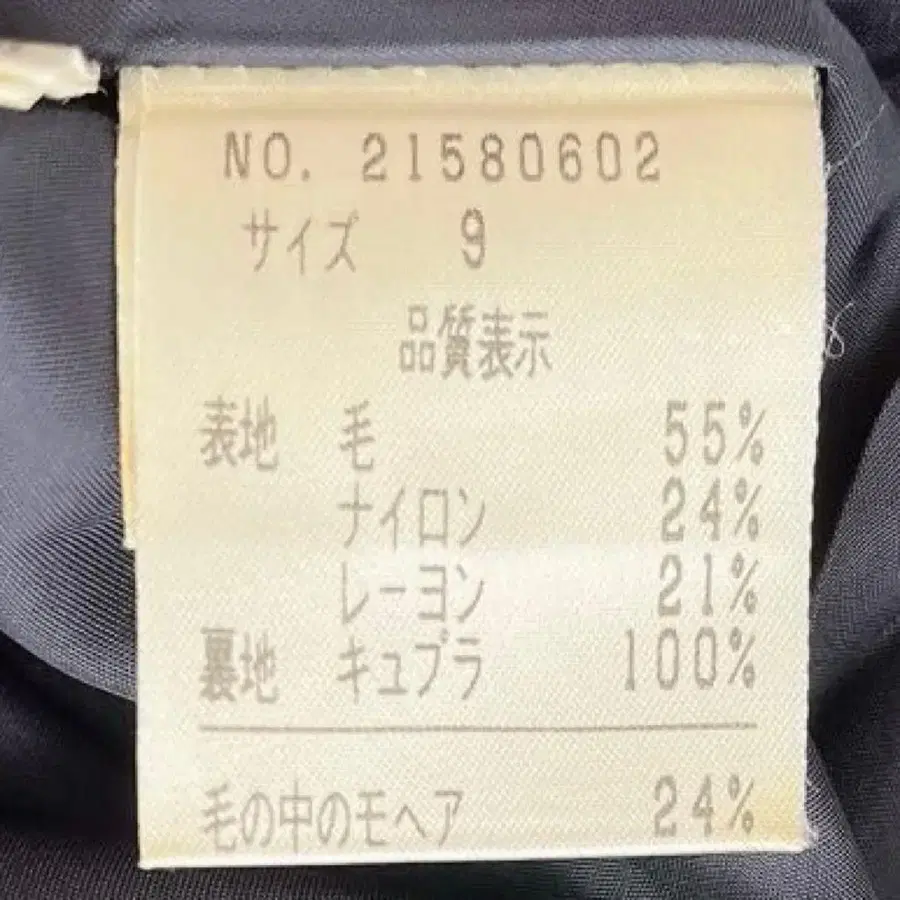 NO. 21580602
サイズ 9
品質表示
表地 毛 55%
ナイロン 24%
レーヨン 21%
裏地 キュプラ 100%
毛の中のモヘア 24%